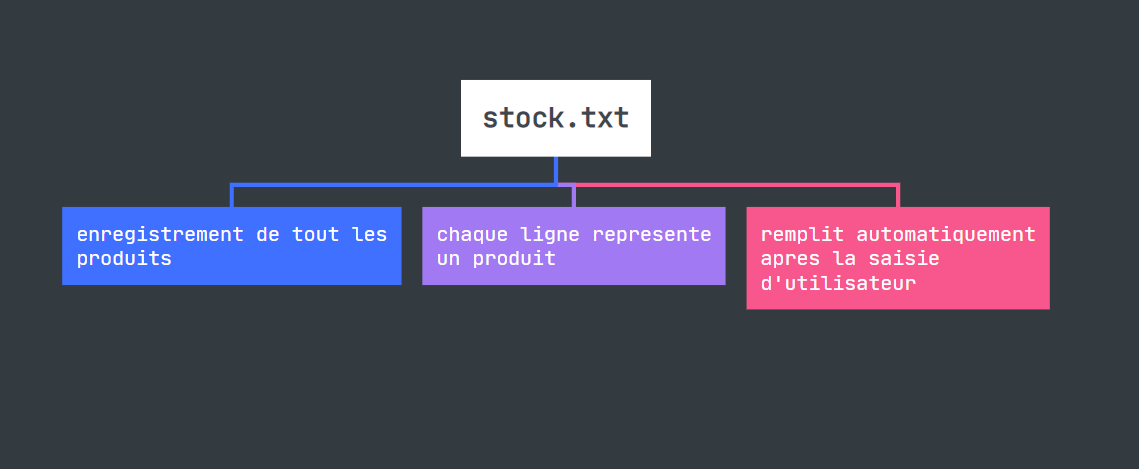 stock.txt
enregistrement de tout les
produits
chaque ligne represente
un produit
remplit automatiquement
apres la saisie
d'utilisateur